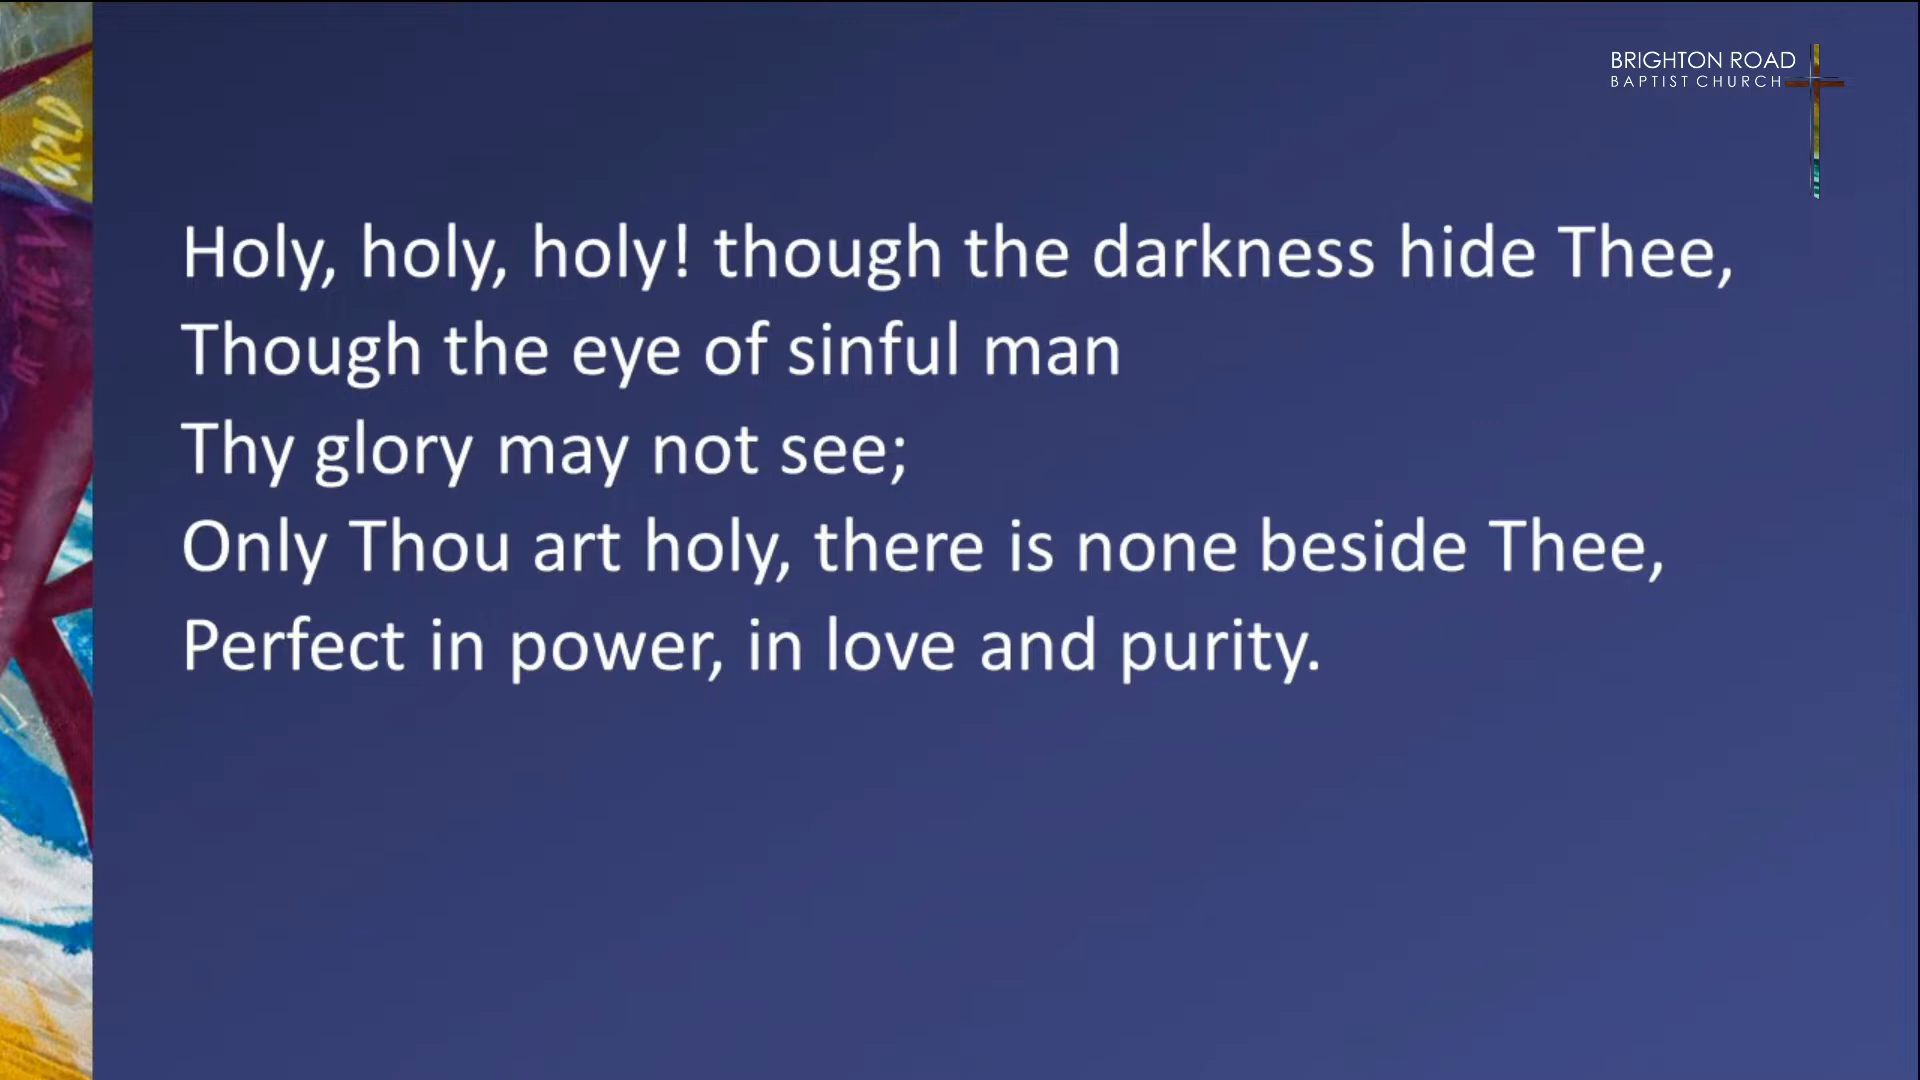 BRIGHTON ROAD
BAPTIST CHURCH
Holy, holy, holy! though the darkness hide Thee,
Though the eye of sinful man
Thy glory may not see;
Only Thou art holy, there is none beside Thee,
Perfect in power, in love and purity.
OF THE